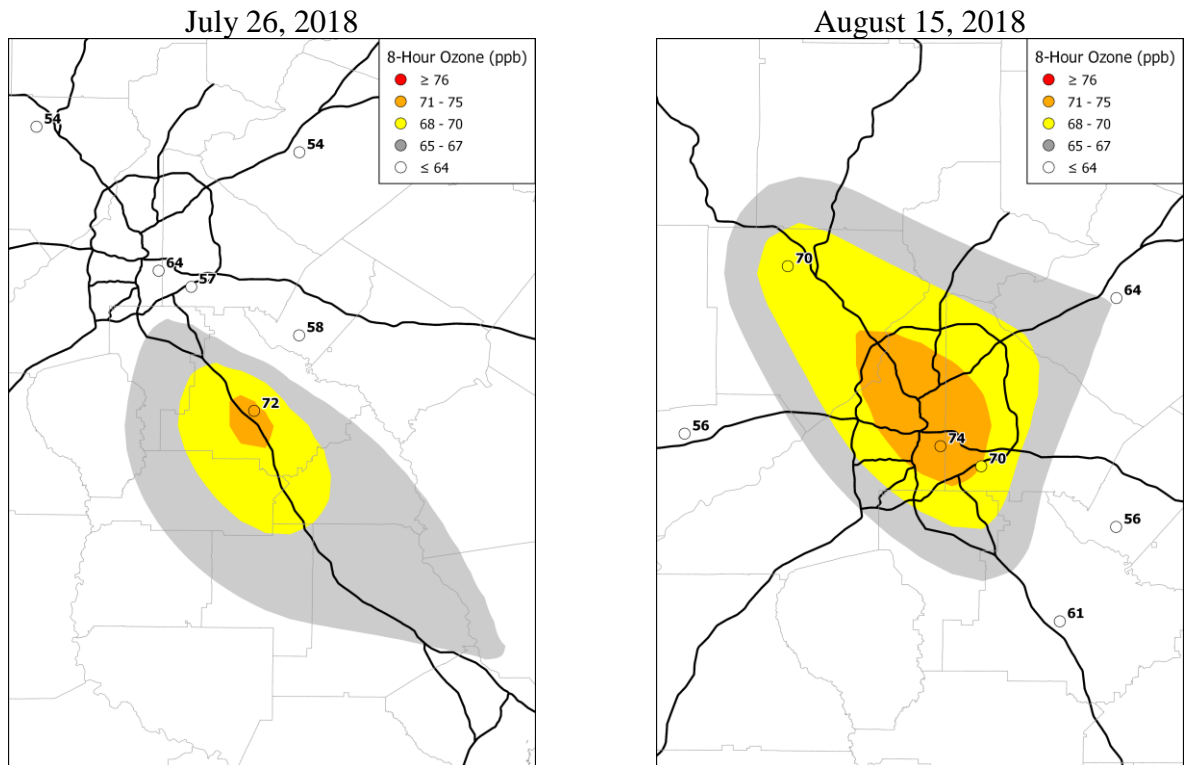 July 26, 2018
8-Hour Ozone (ppb)
≥ 76
71 - 75
68 - 70
65 - 67
≤ 64
54
54
64
57
58
72
August 15, 2018
8-Hour Ozone (ppb)
≥ 76
71 - 75
68 - 70
65 - 67
≤ 64
70
64
56
74
70
56
61